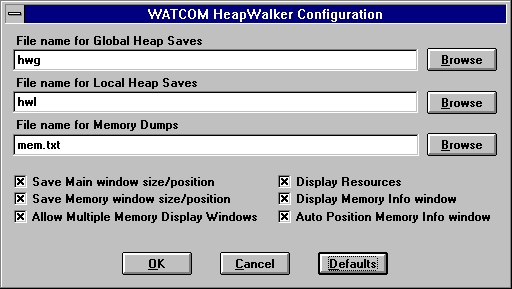 WATCOM HeapWalker Configuration
File name for Global Heap Saves
hwg Browse
File name for Local Heap Saves
hwl Browse
File name for Memory Dumps
mem.txt Browse
Save Main window size/position Display Resources
Save Memory window size/position Display Memory Info window
Allow Multiple Memory Display Windows Auto Position Memory Info window
OK Cancel Defaults